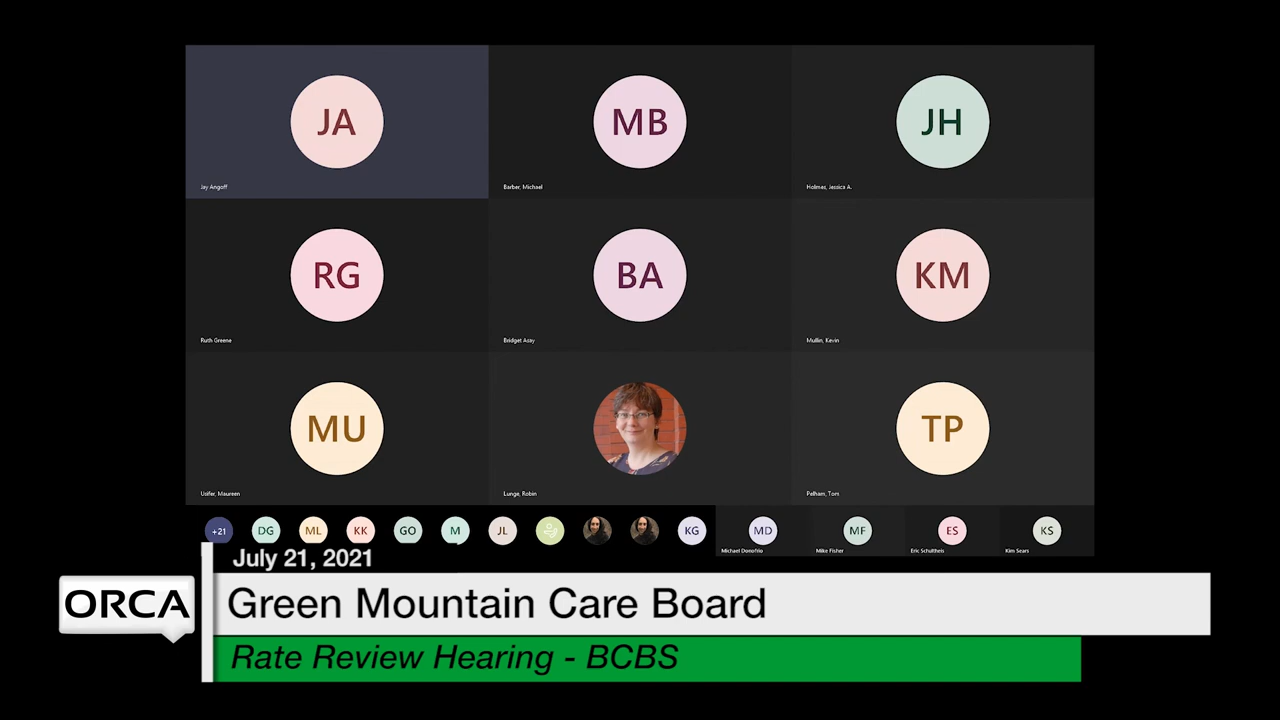 JA
MB
JH
Jay Angoff
Barber, Michael
Holmes, Jessica A.
RG
BA
KM
Ruth Greene
Bridget Asay
Mullin, Kevin
MU
TP
Usifer, Maureen
Lunge, Robin
Pelham, Tom
+21
DG
ML
KK
GO
M
JL
KG
MD
MF
ES
KS
Michael Donofrio
Mike Fisher
Eric Schultheis
Kim Sears
July 21, 2021
ORCA
Green Mountain Care Board
Rate Review Hearing - BCBS